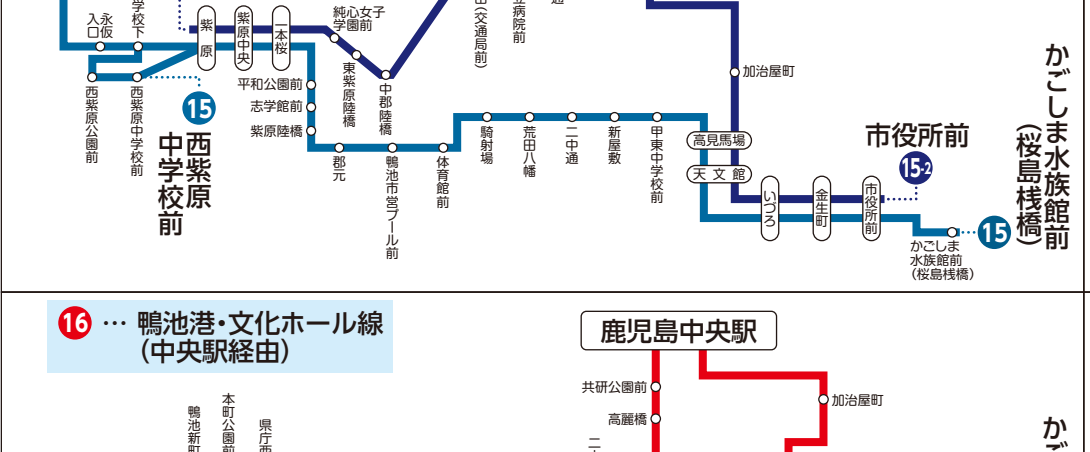 永仮
入口
学校下
西紫原公園前
西紫原中学校前
15
西紫原
中学校前
紫原
紫原中央
一本桜
純心女子
学園前
東紫原陸橋
中郡陸橋
平和公園前
志学館前
紫原陸橋
郡元
鴨池市営プール前
体育館前
(交通局前)
病院前
騎射場
荒田八幡
二中通
新屋敷
甲東中学校前
加治屋町
高見馬場
天文館
いづろ
金生町
市役所前
市役所前
15-2
かごしま
水族館前
(桜島桟橋)
15
かごしま水族館前
(桜島桟橋)
16 … 鴨池港・文化ホール線
(中央駅経由)
鹿児島中央駅
共研公園前
高麗橋
加治屋町
鴨池新町
本町公園前
県庁西
二
かご